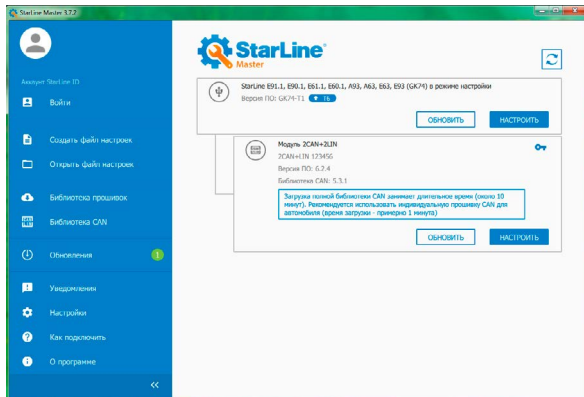 StarLine Master 3.7.2
Аккаунт StarLine ID
Войти
Создать файл настроек
Открыть файл настроек
Библиотека прошивок
Библиотека CAN
Обновления
1
Уведомления
Настройки
Как подключить
О программе
StarLine
Master
StarLine E91.1, E90.1, E61.1, E60.1, A93, A63, E63, E93 (GK74) в режиме настройки
Версия ПО: GK74-T1 T6
ОБНОВИТЬ НАСТРОИТЬ
Модуль 2CAN+2LIN
2CAN+LIN 123456
Версия ПО: 6.2.4
Библиотека CAN: 5.3.1
Загрузка полной библиотеки CAN занимает длительное время (около 10
минут). Рекомендуется использовать индивидуальную прошивку CAN для
автомобиля (время загрузки - примерно 1 минута)
ОБНОВИТЬ НАСТРОИТЬ